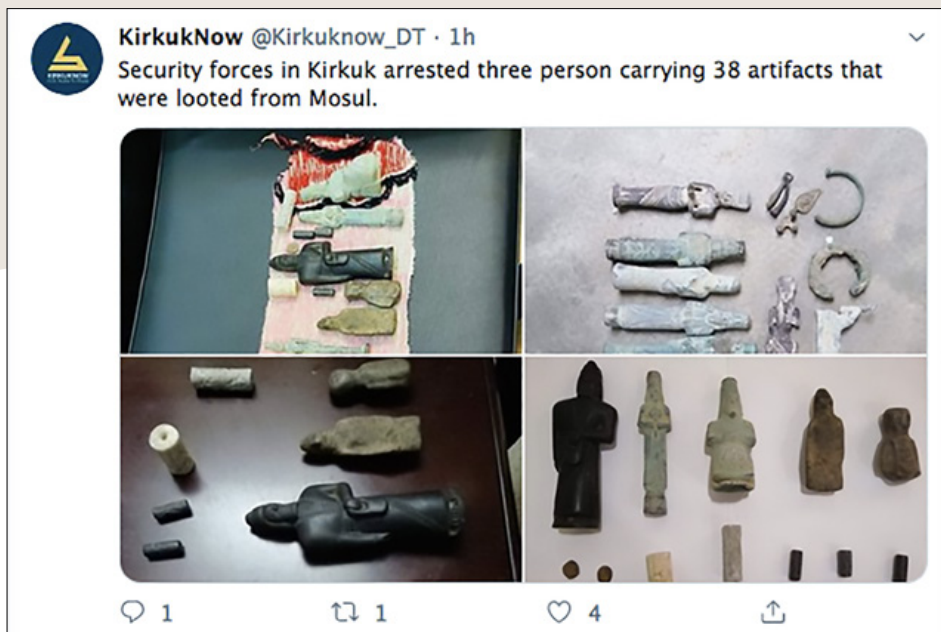 KirkukNow @Kirkuknow_DT · 1h
Security forces in Kirkuk arrested three person carrying 38 artifacts that
were looted from Mosul.
KIRKUKNOW
1 1 4